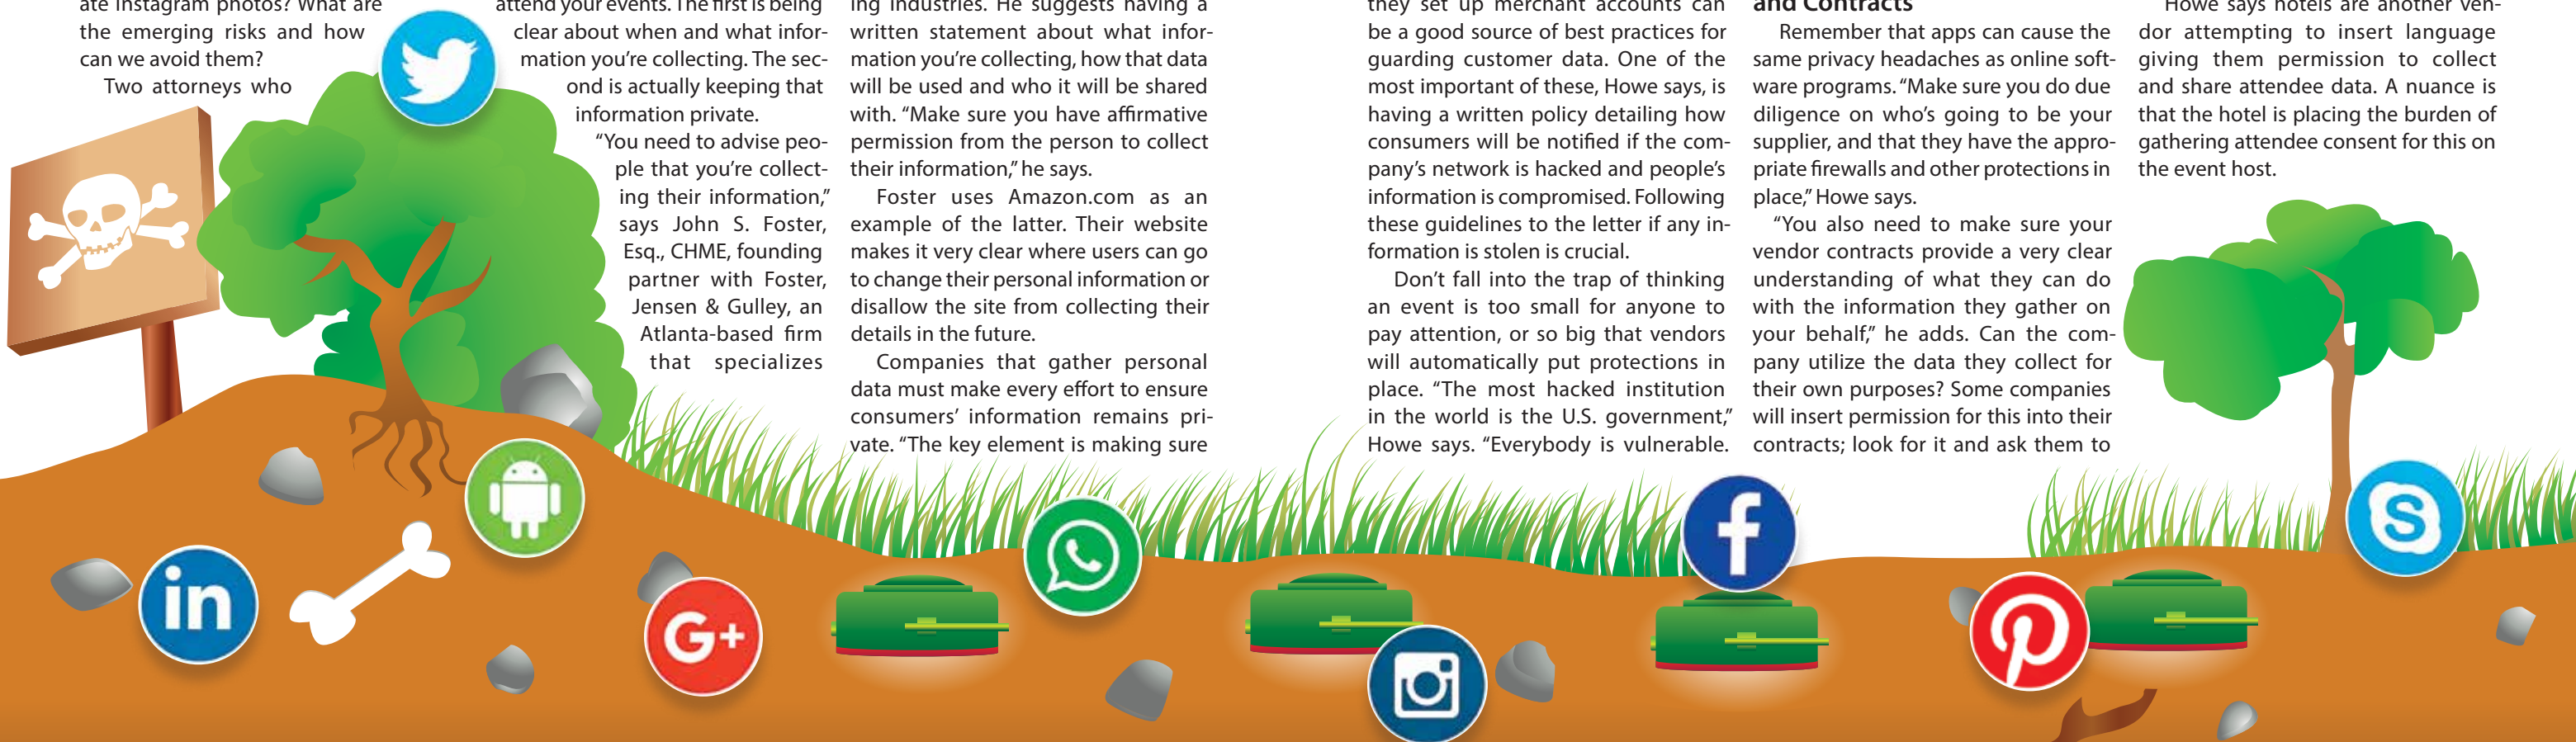 ate Instagram photos? What are
the emerging risks and how
can we avoid them?
Two attorneys who
attend your events. The first is being
clear about when and what infor-
mation you're collecting. The sec-
ond is actually keeping that
information private.
“You need to advise peo-
ple that you're collect-
ing their information,”
says John S. Foster,
Esq., CHME, founding
partner with Foster,
Jensen & Gulley, an
Atlanta-based firm
that specializes
ing industries. He suggests having a
written statement about what infor-
mation you're collecting, how that data
will be used and who it will be shared
with. “Make sure you have affirmative
permission from the person to collect
their information,” he says.
Foster uses Amazon.com as an
example of the latter. Their website
makes it very clear where users can go
to change their personal information or
disallow the site from collecting their
details in the future.
Companies that gather personal
data must make every effort to ensure
consumers' information remains pri-
vate. “The key element is making sure
they set up merchant accounts can
be a good source of best practices for
guarding customer data. One of the
most important of these, Howe says, is
having a written policy detailing how
consumers will be notified if the com-
pany's network is hacked and people's
information is compromised. Following
these guidelines to the letter if any in-
formation is stolen is crucial.
Don't fall into the trap of thinking
an event is too small for anyone to
pay attention, or so big that vendors
will automatically put protections in
place. “The most hacked institution
in the world is the U.S. government,”
Howe says. “Everybody is vulnerable.
and Contracts
Remember that apps can cause the
same privacy headaches as online soft-
ware programs. “Make sure you do due
diligence on who's going to be your
supplier, and that they have the appro-
priate firewalls and other protections in
place,” Howe says.
“You also need to make sure your
vendor contracts provide a very clear
understanding of what they can do
with the information they gather on
your behalf,” he adds. Can the com-
pany utilize the data they collect for
their own purposes? Some companies
will insert permission for this into their
contracts; look for it and ask them to
Howe says hotels are another ven-
dor attempting to insert language
giving them permission to collect
and share attendee data. A nuance is
that the hotel is placing the burden of
gathering attendee consent for this on
the event host.
in
G+
f
S